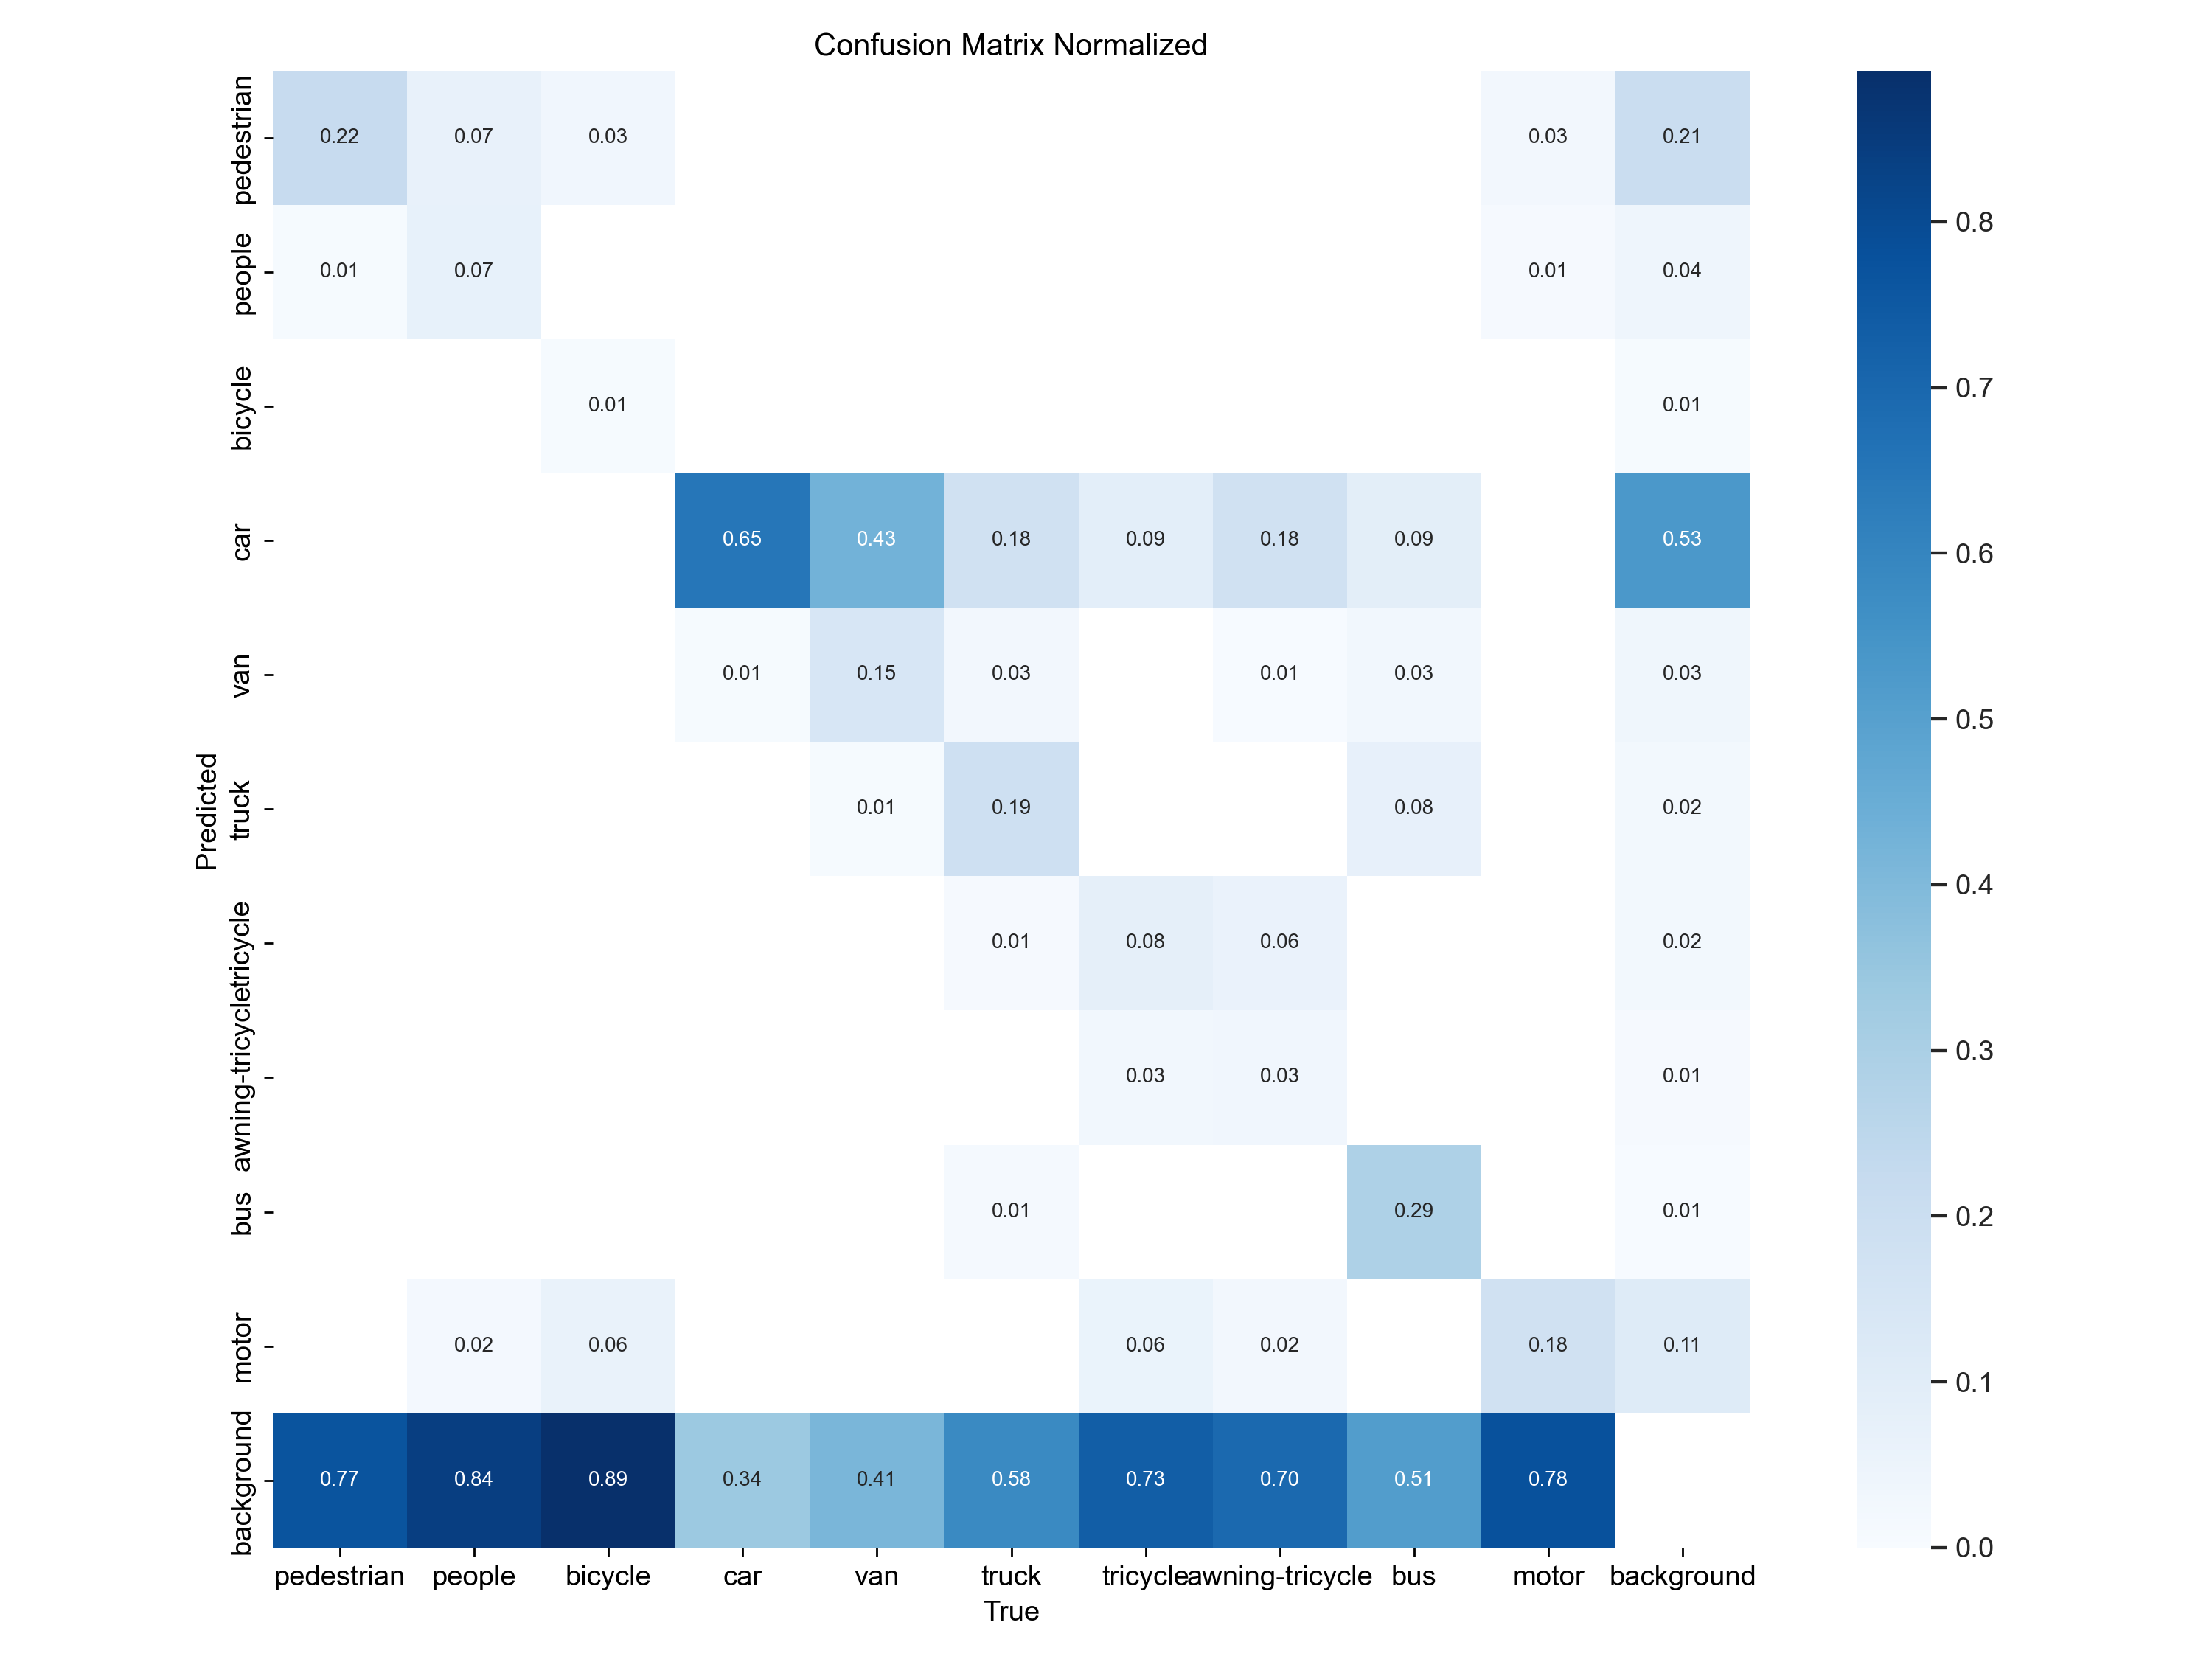 Confusion Matrix Normalized
pedestrian 0.22 0.07 0.03 0.03 0.21
people 0.01 0.07 0.01 0.04
bicycle 0.01 0.01
car 0.65 0.43 0.18 0.09 0.18 0.09 0.53
van 0.01 0.15 0.03 0.01 0.03 0.03
truck 0.01 0.19 0.08 0.02
tricycle 0.01 0.08 0.06 0.02
awning-tricycle 0.03 0.03 0.01
bus 0.01 0.29 0.01
motor 0.02 0.06 0.06 0.02 0.18 0.11
background 0.77 0.84 0.89 0.34 0.41 0.58 0.73 0.70 0.51 0.78
Predicted
pedestrian people bicycle car van truck tricycle awning-tricycle bus motor background
True
0.8
0.7
0.6
0.5
0.4
0.3
0.2
0.1
0.0